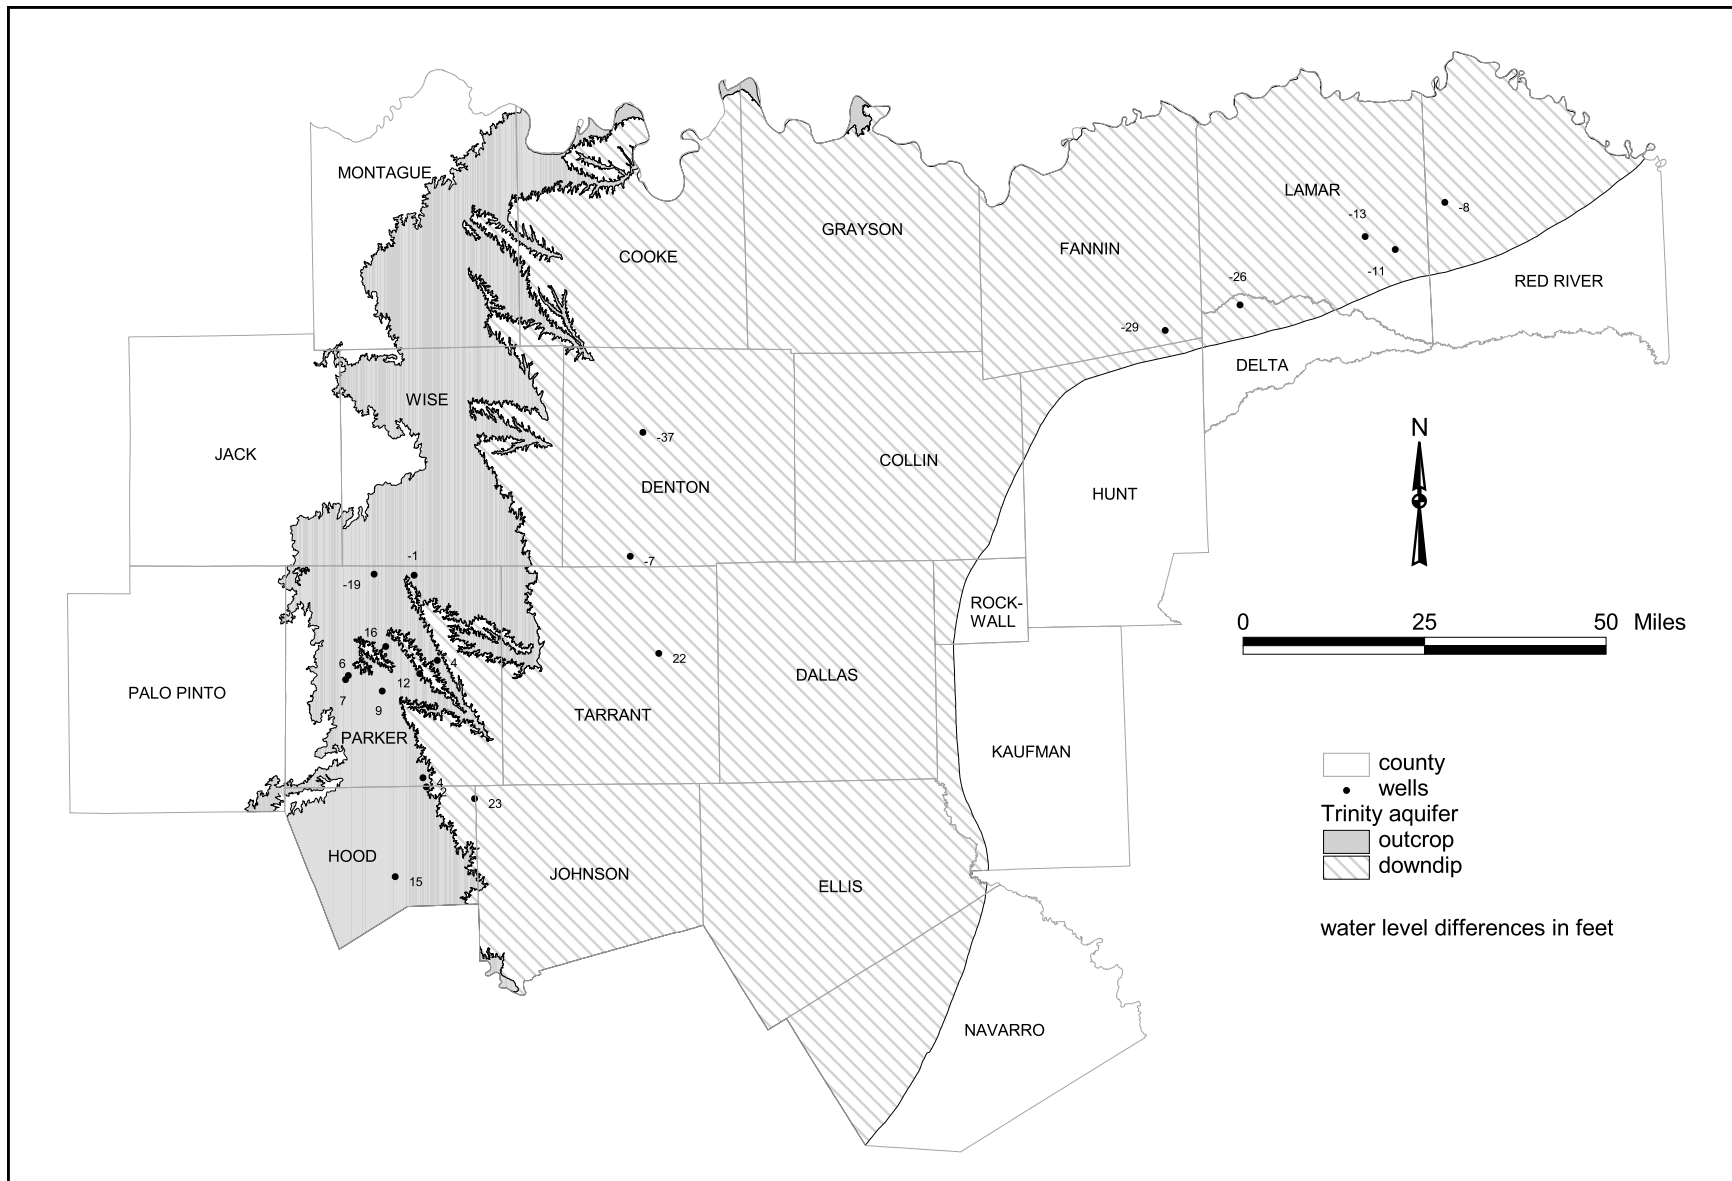 MONTAGUE
COOKE
GRAYSON
FANNIN
LAMAR
-13
-11
-8
-26
-29
RED RIVER
DELTA
JACK
WISE
-37
DENTON
-7
COLLIN
HUNT
N
-1
-19
16
6
7
9
12
4
22
PALO PINTO
PARKER
TARRANT
DALLAS
ROCK-
WALL
KAUFMAN
0 25 50 Miles
county
wells
Trinity aquifer
outcrop
downdip
water level differences in feet
23
HOOD
15
JOHNSON
ELLIS
NAVARRO